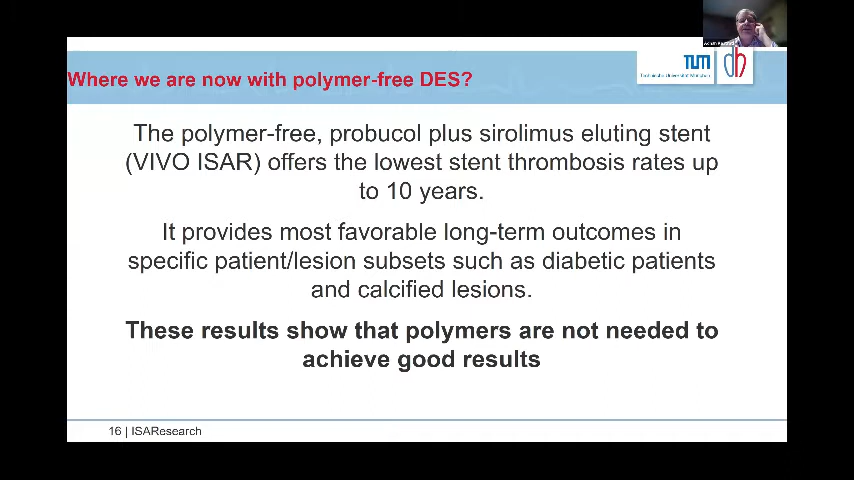 Where we are now with polymer-free DES?
TUM
Technische Universität München
The polymer-free, probucol plus sirolimus eluting stent
(VIVO ISAR) offers the lowest stent thrombosis rates up
to 10 years.
It provides most favorable long-term outcomes in
specific patient/lesion subsets such as diabetic patients
and calcified lesions.
These results show that polymers are not needed to
achieve good results
16 | ISAResearch